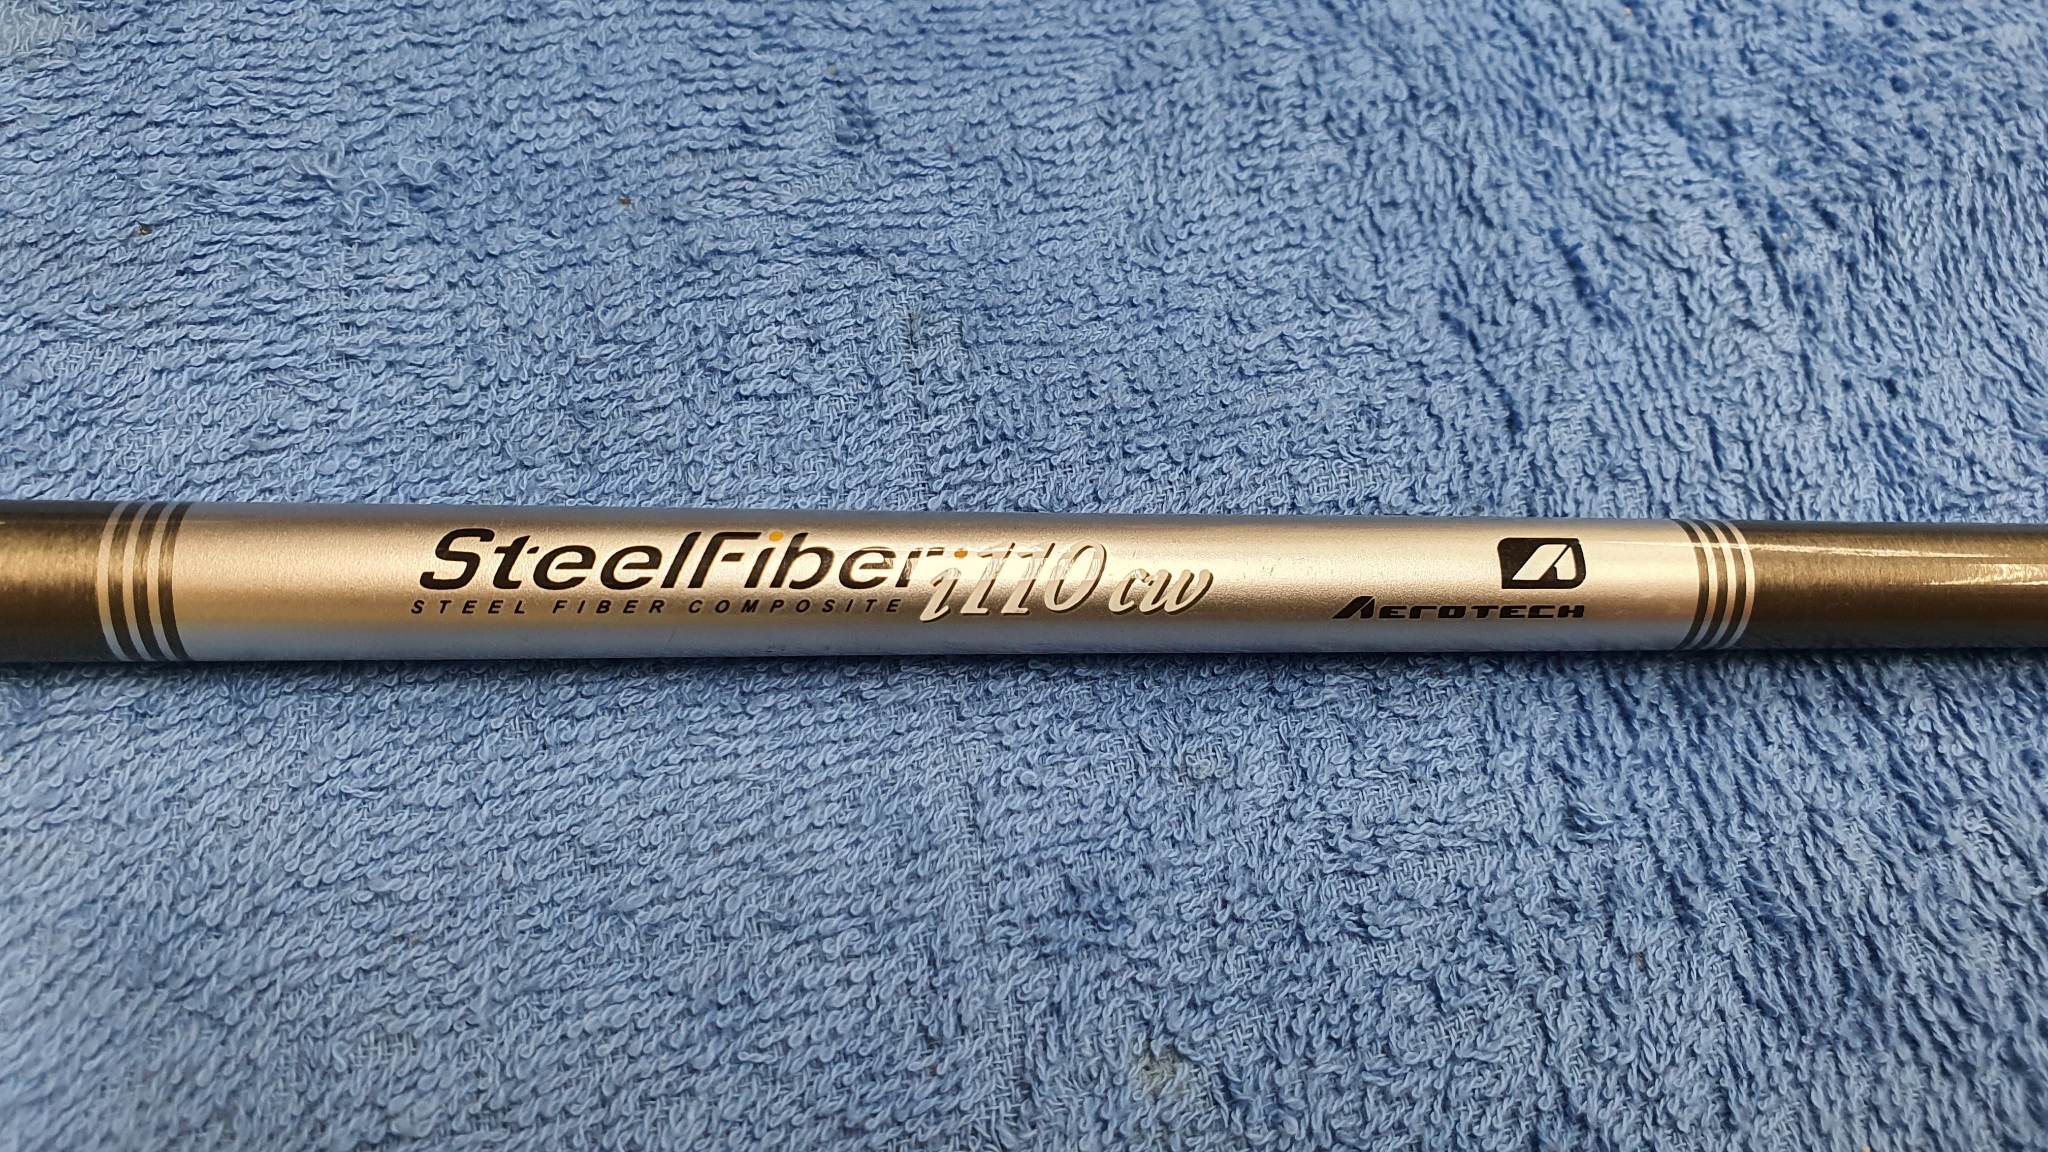 SteelFiber i110 cw
STEEL FIBER COMPOSITE
AEROTECH